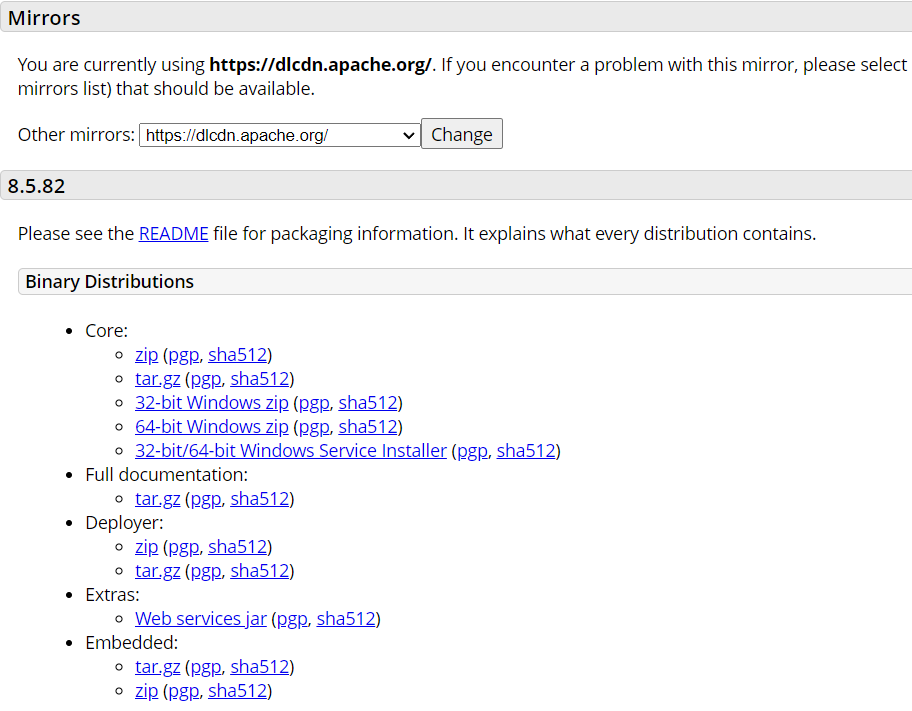 Mirrors
You are currently using https://dlcdn.apache.org/. If you encounter a problem with this mirror, please select
mirrors list) that should be available.
Other mirrors: https://dlcdn.apache.org/ Change
8.5.82
Please see the README file for packaging information. It explains what every distribution contains.
Binary Distributions
• Core:
○ zip (pgp, sha512)
○ tar.gz (pgp, sha512)
○ 32-bit Windows zip (pgp, sha512)
○ 64-bit Windows zip (pgp, sha512)
○ 32-bit/64-bit Windows Service Installer (pgp, sha512)
• Full documentation:
○ tar.gz (pgp, sha512)
• Deployer:
○ zip (pgp, sha512)
○ tar.gz (pgp, sha512)
• Extras:
○ Web services jar (pgp, sha512)
• Embedded:
○ tar.gz (pgp, sha512)
○ zip (pgp, sha512)